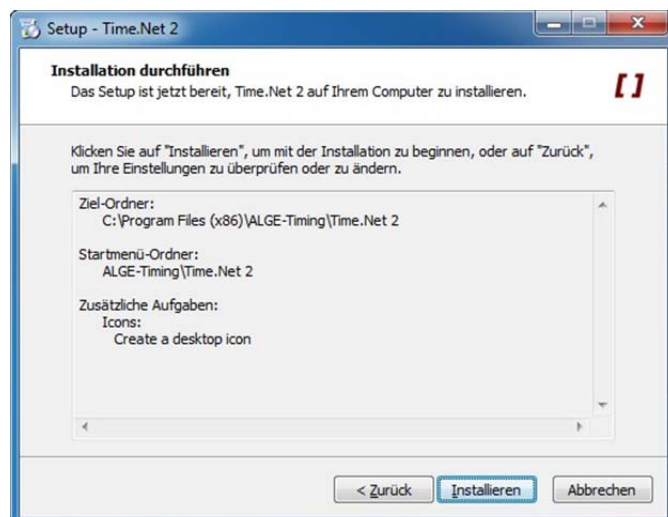 Setup - Time.Net 2
Installation durchführen
Das Setup ist jetzt bereit, Time.Net 2 auf Ihrem Computer zu installieren.
[ ]
Klicken Sie auf "Installieren", um mit der Installation zu beginnen, oder auf "Zurück",
um Ihre Einstellungen zu überprüfen oder zu ändern.
Ziel-Ordner:
C:\Program Files (x86)\ALGE-Timing\Time.Net 2
Startmenü-Ordner:
ALGE-Timing\Time.Net 2
Zusätzliche Aufgaben:
Icons:
Create a desktop icon
< Zurück Installieren Abbrechen